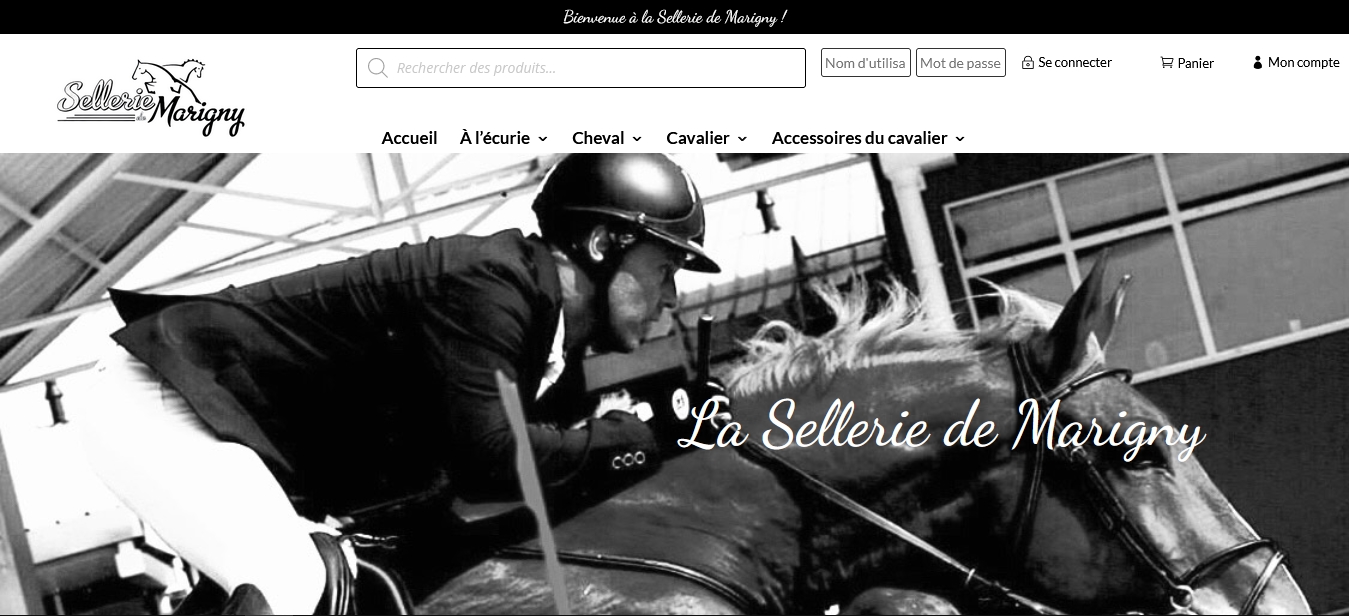 Bienvenue à la Sellerie de Marigny !
Rechercher des produits...
Nom d'utilisa
Mot de passe
Se connecter
Panier
Mon compte
Sellerie de Marigny
Accueil
À l'écurie
Cheval
Cavalier
Accessoires du cavalier
La Sellerie de Marigny